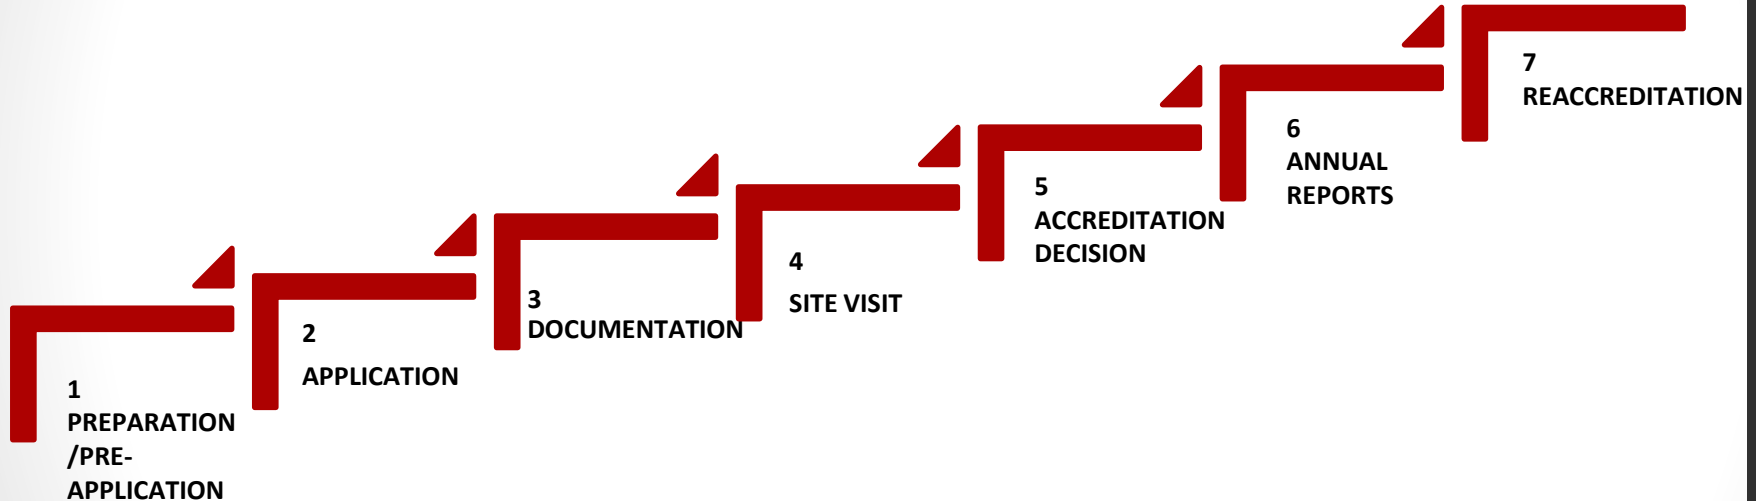 1
PREPARATION
/PRE-
APPLICATION
2
APPLICATION
3
DOCUMENTATION
4
SITE VISIT
5
ACCREDITATION
DECISION
6
ANNUAL
REPORTS
7
REACCREDITATION